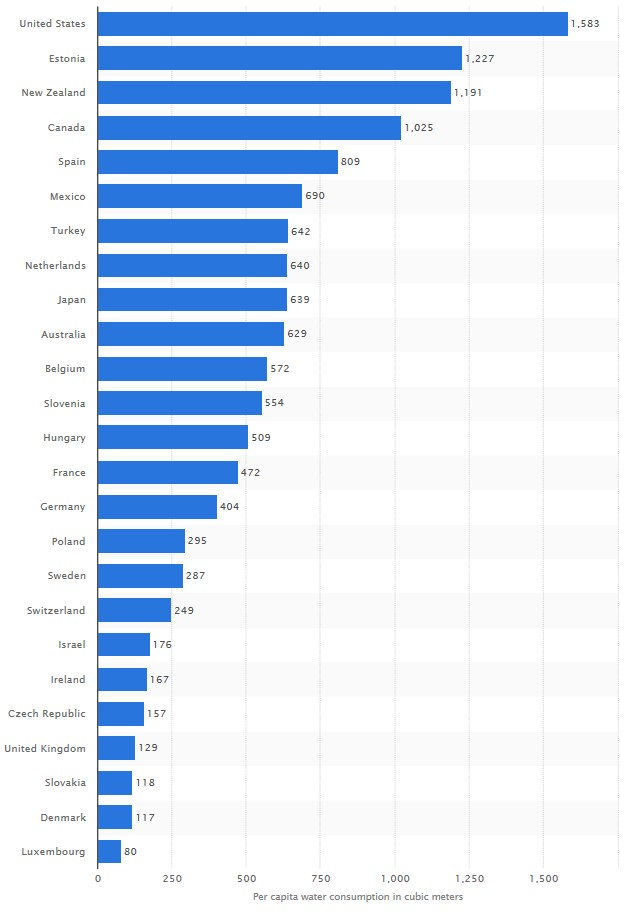 United States 1,583
Estonia 1,227
New Zealand 1,191
Canada 1,025
Spain 809
Mexico 690
Turkey 642
Netherlands 640
Japan 639
Australia 629
Belgium 572
Slovenia 554
Hungary 509
France 472
Germany 404
Poland 295
Sweden 287
Switzerland 249
Israel 176
Ireland 167
Czech Republic 157
United Kingdom 129
Slovakia 118
Denmark 117
Luxembourg 80
0 250 500 750 1,000 1,250 1,500
Per capita water consumption in cubic meters